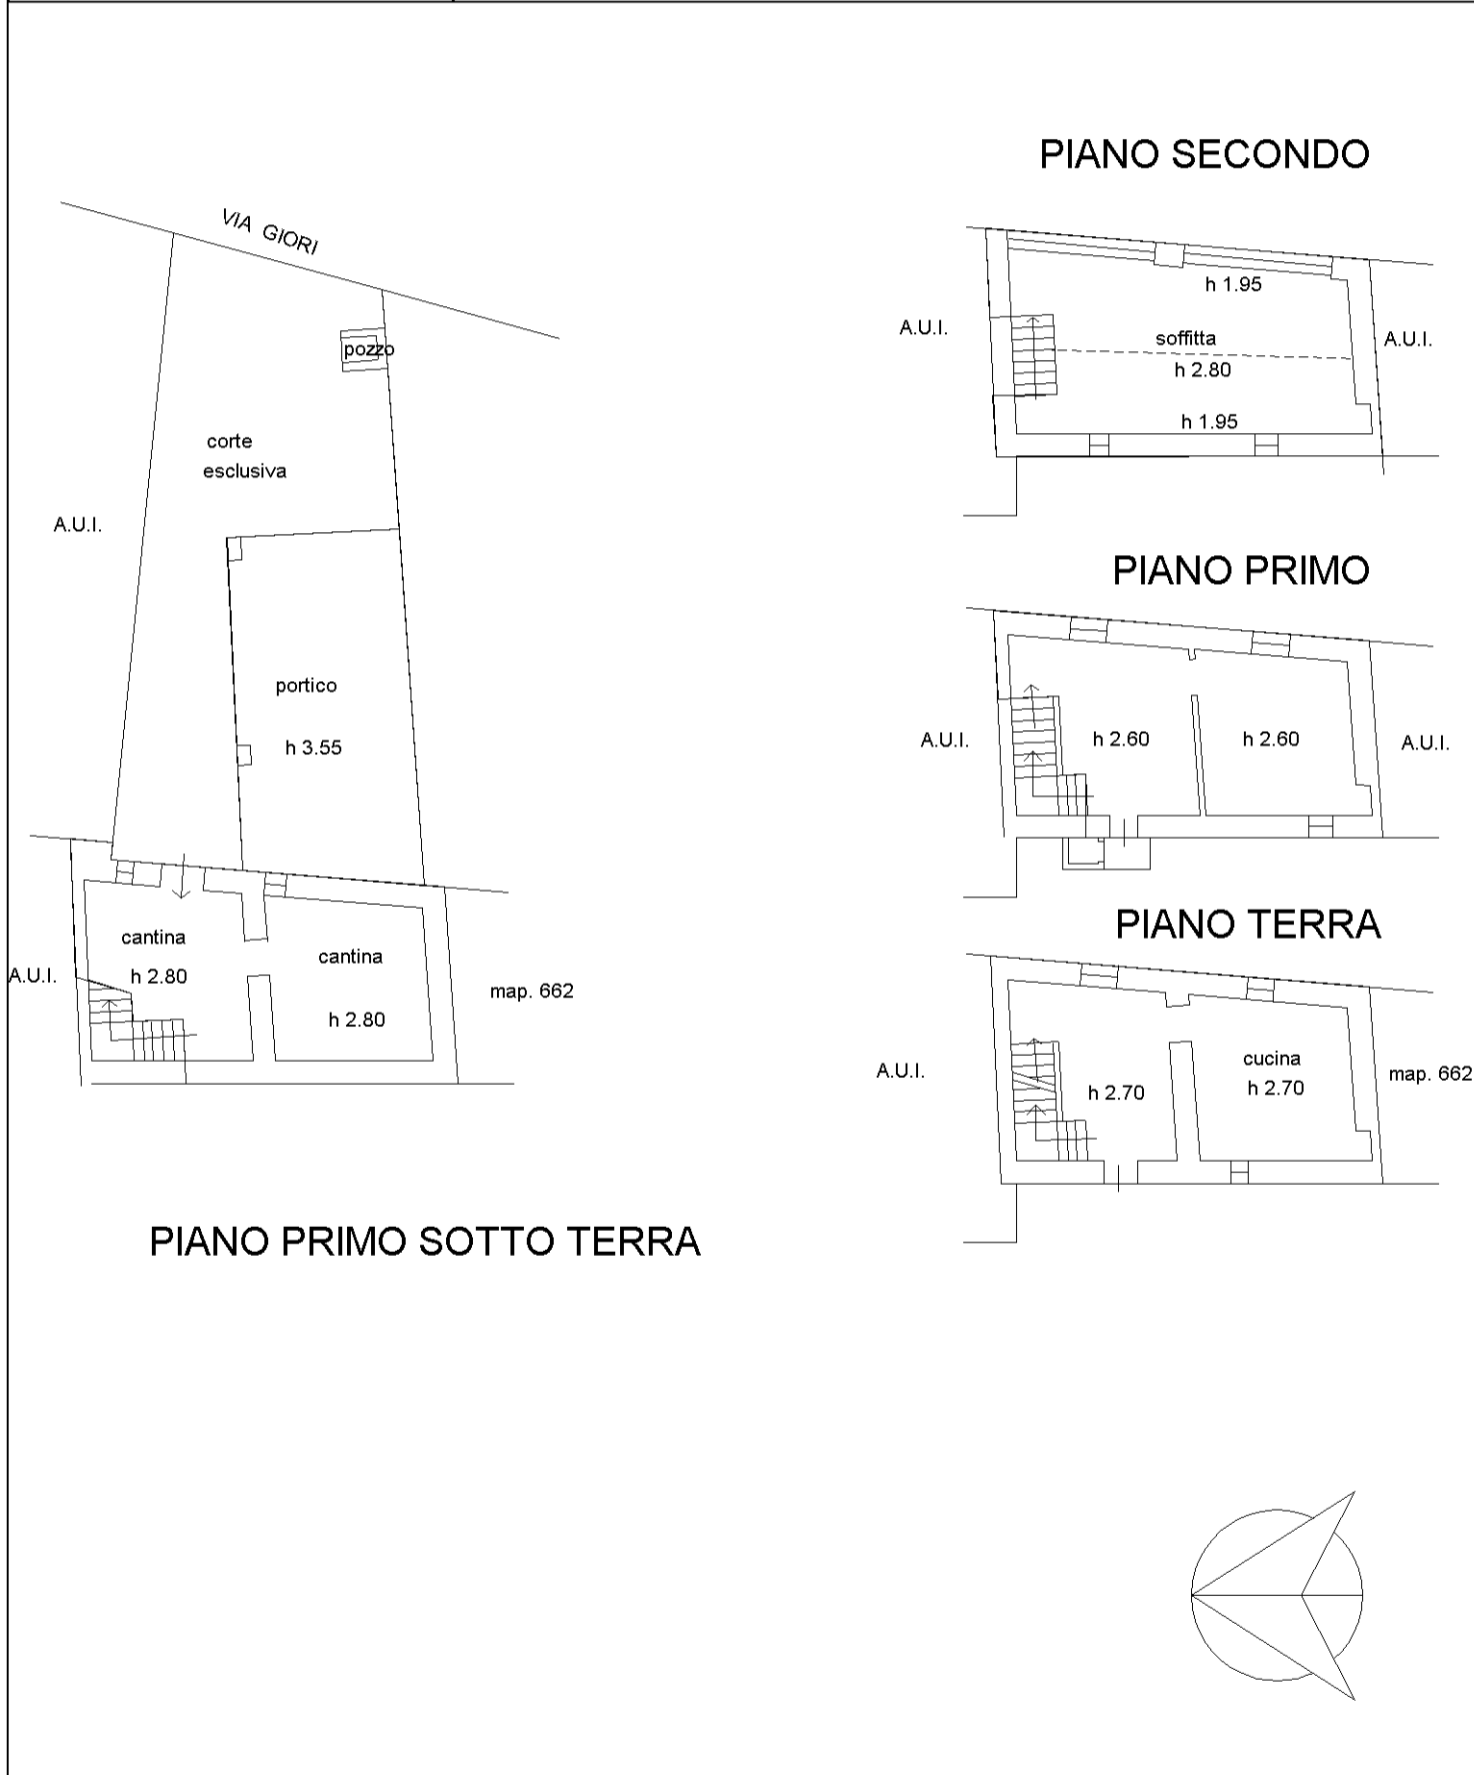 VIA GIORI
pozzo
corte
esclusiva
A.U.I.
portico
h 3.55
cantina
h 2.80
cantina
h 2.80
A.U.I.
map. 662
PIANO PRIMO SOTTO TERRA
PIANO SECONDO
h 1.95
A.U.I.
soffitta
A.U.I.
h 2.80
h 1.95
PIANO PRIMO
A.U.I.
h 2.60
h 2.60
A.U.I.
PIANO TERRA
A.U.I.
h 2.70
cucina
h 2.70
map. 662